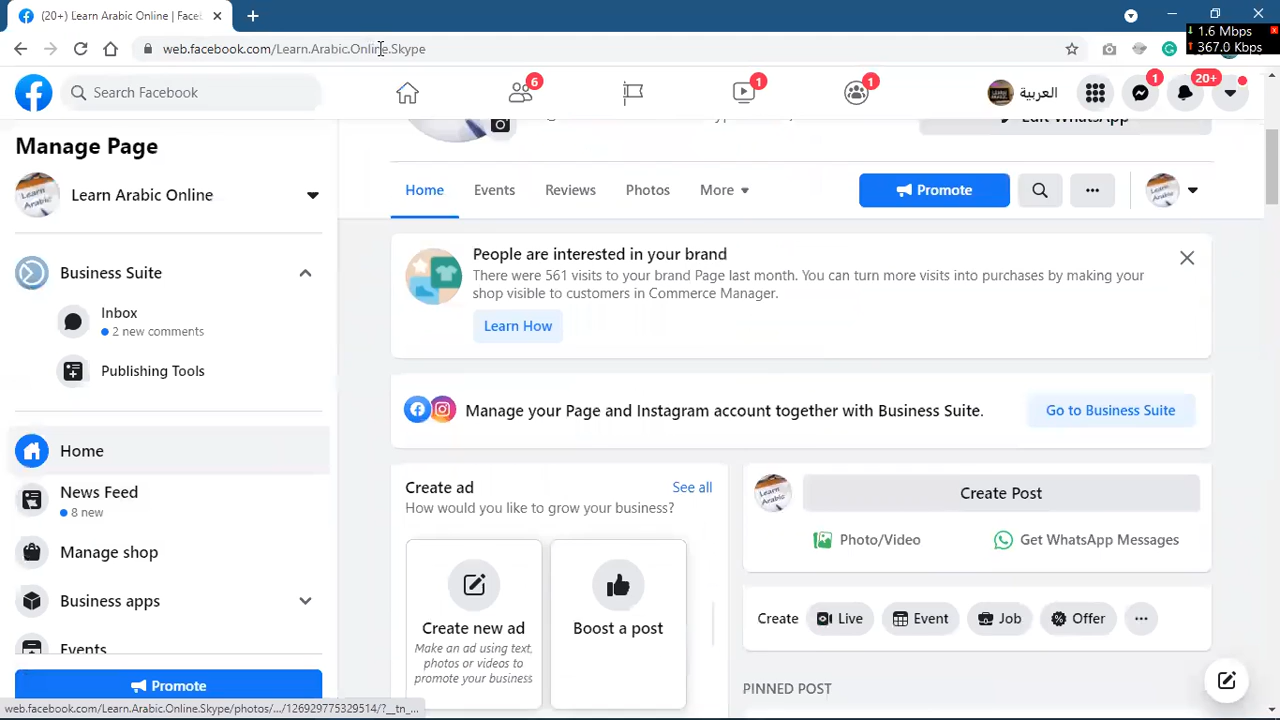 (20+) Learn Arabic Online | Face
web.facebook.com/Learn.Arabic.Online.Skype
1.6 Mbps
367.0 Kbps
Search Facebook
6
1
1
العربية
1
20+
Manage Page
Learn Arabic Online
Business Suite
Inbox
2 new comments
Publishing Tools
Home
News Feed
8 new
Manage shop
Business apps
Events
Promote
Edit WhatsApp
Home
Events
Reviews
Photos
More
Promote
People are interested in your brand
There were 561 visits to your brand Page last month. You can turn more visits into purchases by making your
shop visible to customers in Commerce Manager.
Learn How
Manage your Page and Instagram account together with Business Suite.
Go to Business Suite
Create ad
See all
How would you like to grow your business?
Create new ad
Make an ad using text,
photos or videos to
promote your business
Boost a post
Learn
Arabic
Create Post
Photo/Video
Get WhatsApp Messages
Create
Live
Event
Job
Offer
PINNED POST
web.facebook.com/Learn.Arabic.Online.Skype/photos/.../126929775329514/?__tn_...